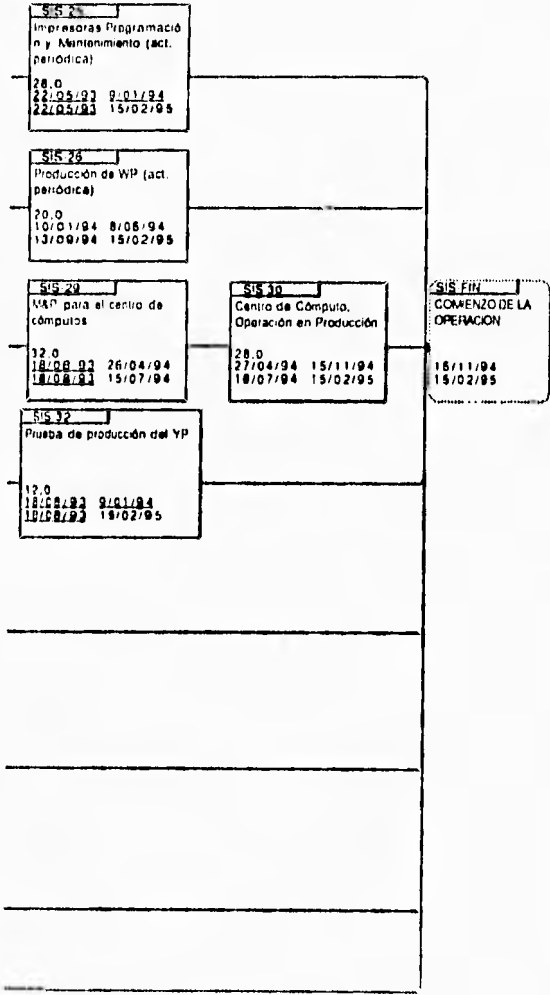 SIS 25
Impresoras Programació
n y Mantenimiento (act.
periódica)
28.0
22/05/93 9/01/94
22/05/93 15/02/95
SIS 26
Producción de WP (act.
periódica)
20.0
10/01/94 8/06/94
13/09/94 15/02/95
SIS 29
M&P para el centro de
cómputos
32.0
18/08/93 26/04/94
18/08/93 15/07/94
SIS 30
Centro de Cómputo,
Operación en Producción
28.0
27/04/94 15/11/94
18/07/94 15/02/95
SIS FIN
COMIENZO DE LA
OPERACION
16/11/94
15/02/95
SIS 32
Prueba de producción del YP
12.0
18/08/93 9/01/94
18/08/93 15/02/95